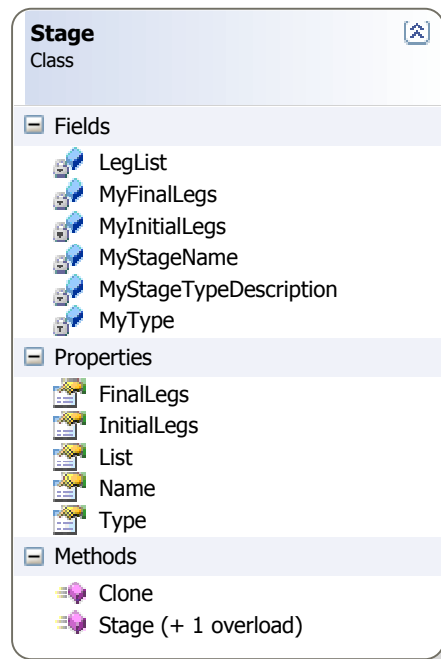 Stage
Class
Fields
LegList
MyFinalLegs
MyInitialLegs
MyStageName
MyStageTypeDescription
MyType
Properties
FinalLegs
InitialLegs
List
Name
Type
Methods
Clone
Stage (+ 1 overload)